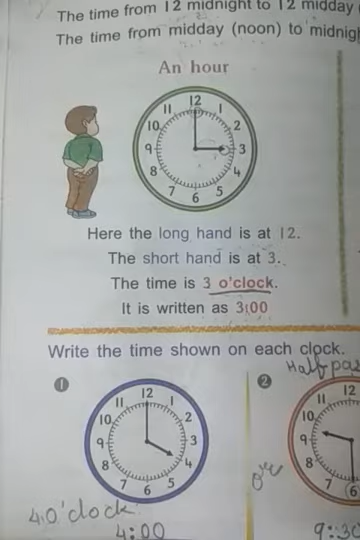 The time from 12 midnight to 12 midday
The time from midday (noon) to midnigh
An hour
12
11 1
10 2
9 3
8 4
7 5
6
Here the long hand is at 12.
The short hand is at 3.
The time is 3 o'clock.
It is written as 3:00
Write the time shown on each clock.
1
12
11 1
10 2
9 3
8 4
7 5
6
4 o'clock
4:00
2
Half pas
12
11
10
9
8
7 6
or
9:30